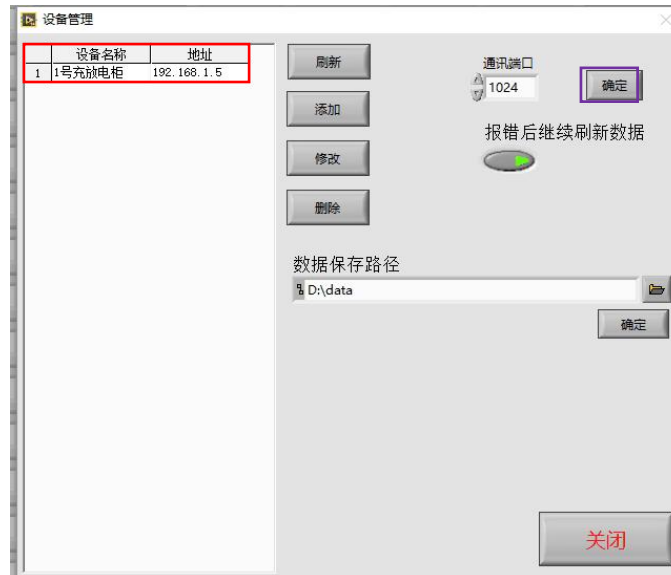 设备管理
设备名称 地址
1 1号充放电柜 192.168.1.5
刷新
添加
修改
删除
通讯端口
1024
确定
报错后继续刷新数据
数据保存路径
D:\data
确定
关闭